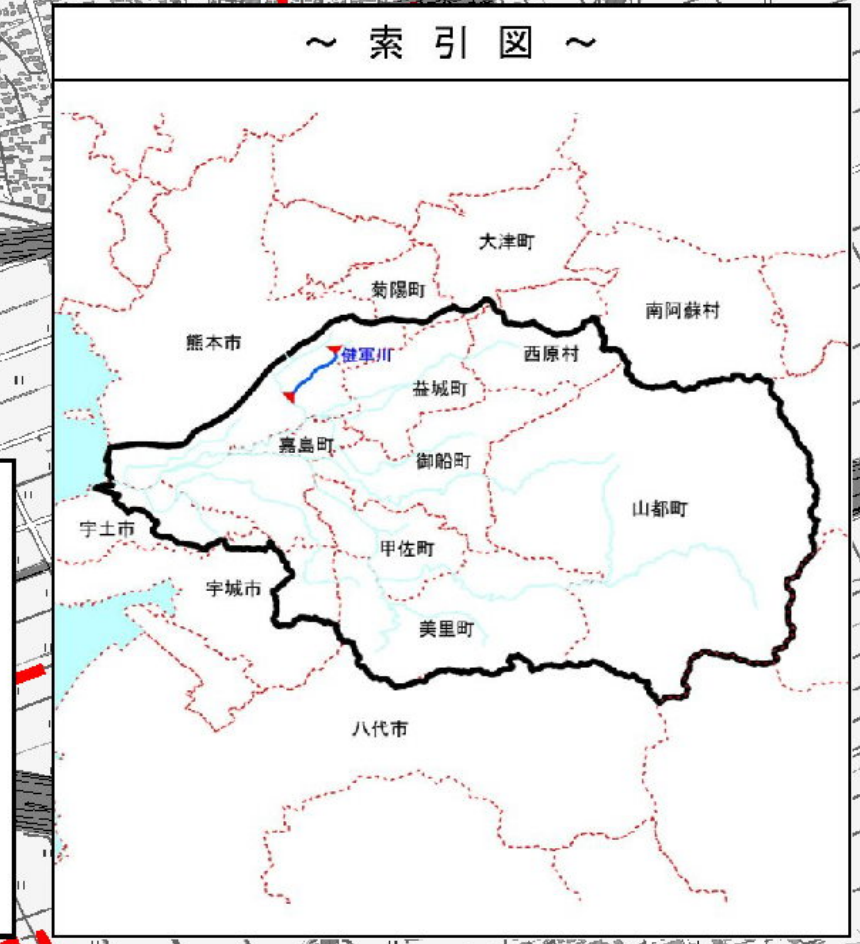 ～ 索 引 図 ～
大津町
菊陽町
南阿蘇村
熊本市
健軍川
西原村
益城町
嘉島町
御船町
山都町
宇土市
甲佐町
宇城市
美里町
八代市